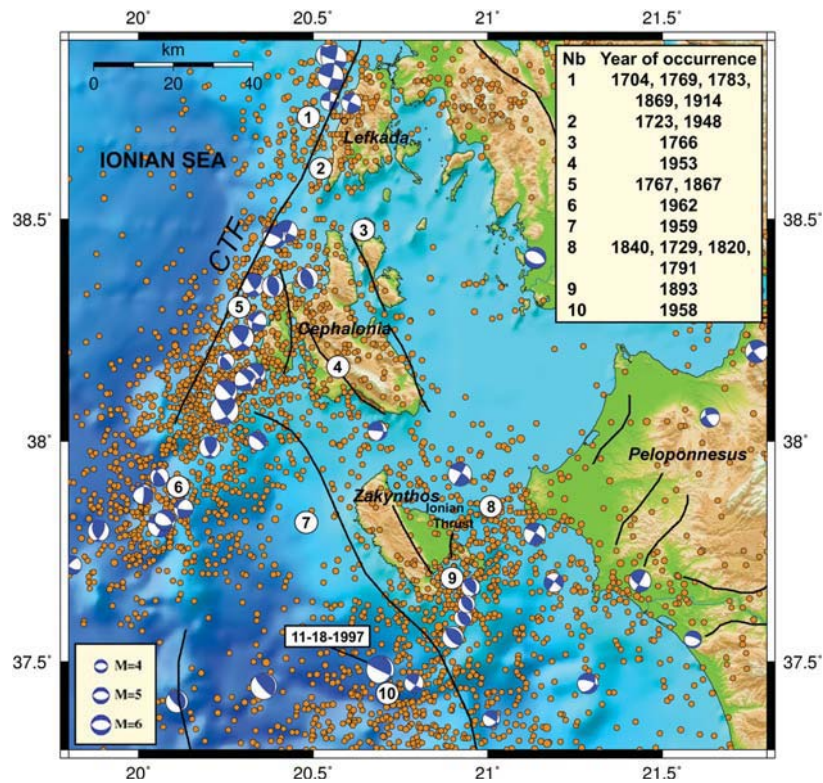 20˚
20.5˚
21˚
21.5˚
km
0 20 40
Nb Year of occurrence
1 1704, 1769, 1783,
1869, 1914
2 1723, 1948
3 1766
4 1953
5 1767, 1867
6 1962
7 1959
8 1840, 1729, 1820,
1791
9 1893
10 1958
1
Lefkada
IONIAN SEA
2
38.5˚
38.5˚
3
CTF
5
Cephalonia
4
38˚
38˚
Peloponnesus
6
Zakynthos
8
Ionian
Thrust
7
9
11-18-1997
37.5˚
37.5˚
10
M=4
M=5
M=6
20˚
20.5˚
21˚
21.5˚